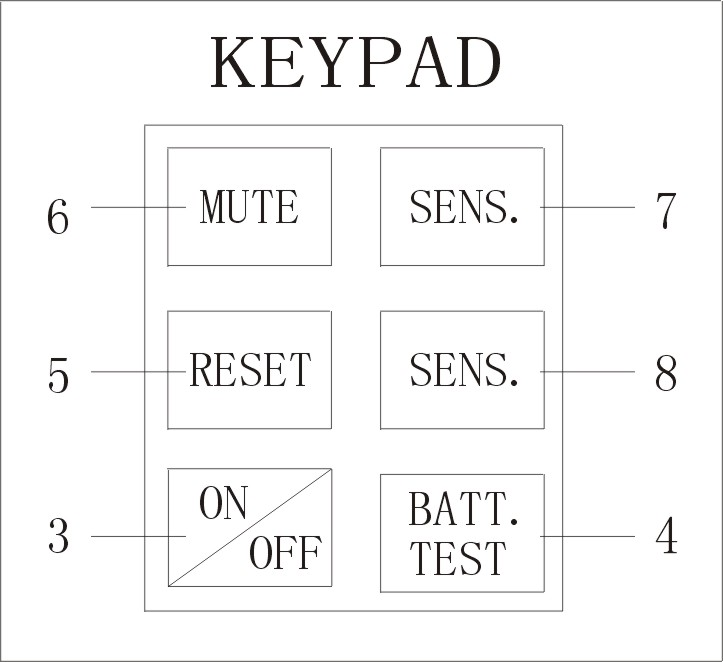 KEYPAD
6 MUTE SENS. 7
5 RESET SENS. 8
3 ON OFF BATT. TEST 4